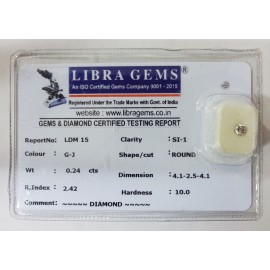 LIBRA GEMS®
An ISO Certified Gems Company 9001 - 2015
Registered Under the Trade Marks with Govt. of India
website : www.libragems.co.in
GEMS & DIAMOND CERTIFIED TESTING REPORT
ReportNo: LDM 15 Clarity SI-1
Colour G-J Shape/cut ROUND
Wt 0.24 cts Dimension 4.1-2.5-4.1
R.Index 2.42 Hardness 10.0
Comment ~~~~~ DIAMOND ~~~~~